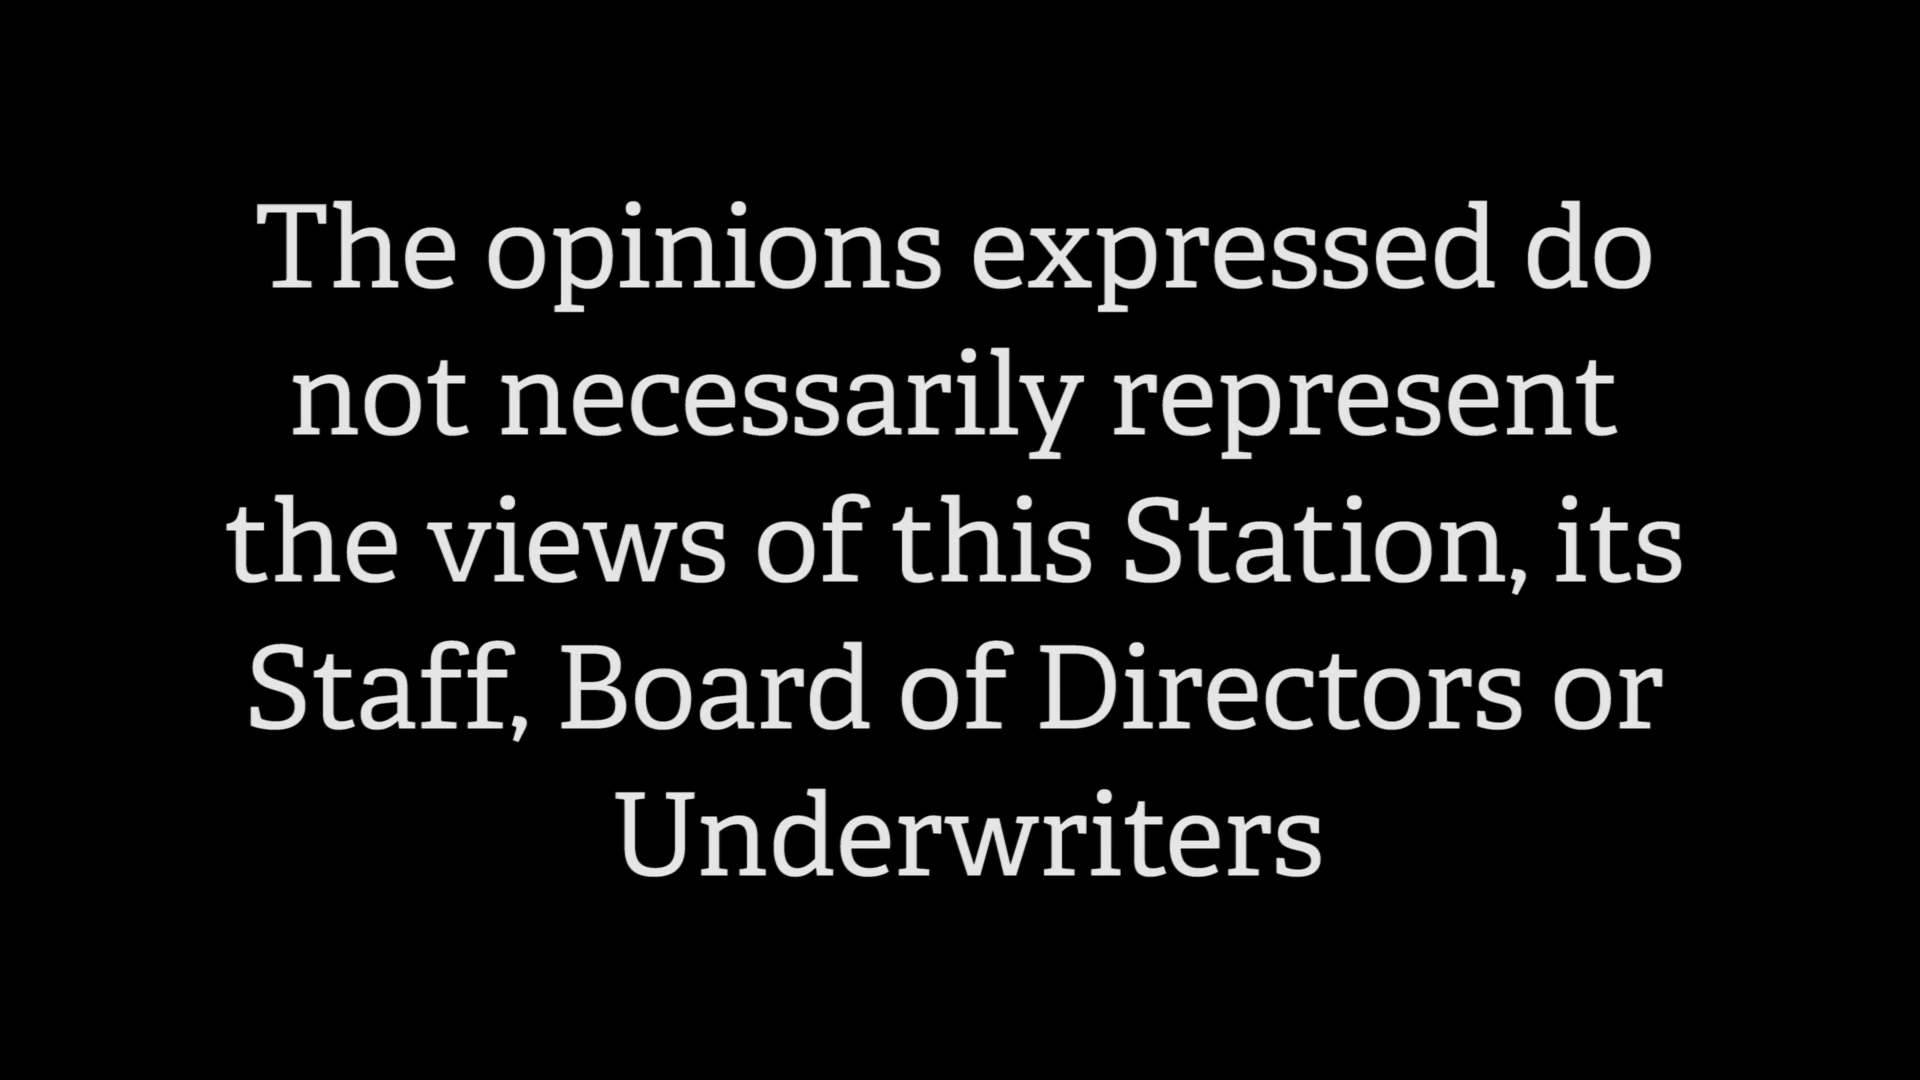 The opinions expressed do
not necessarily represent
the views of this Station, its
Staff, Board of Directors or
Underwriters